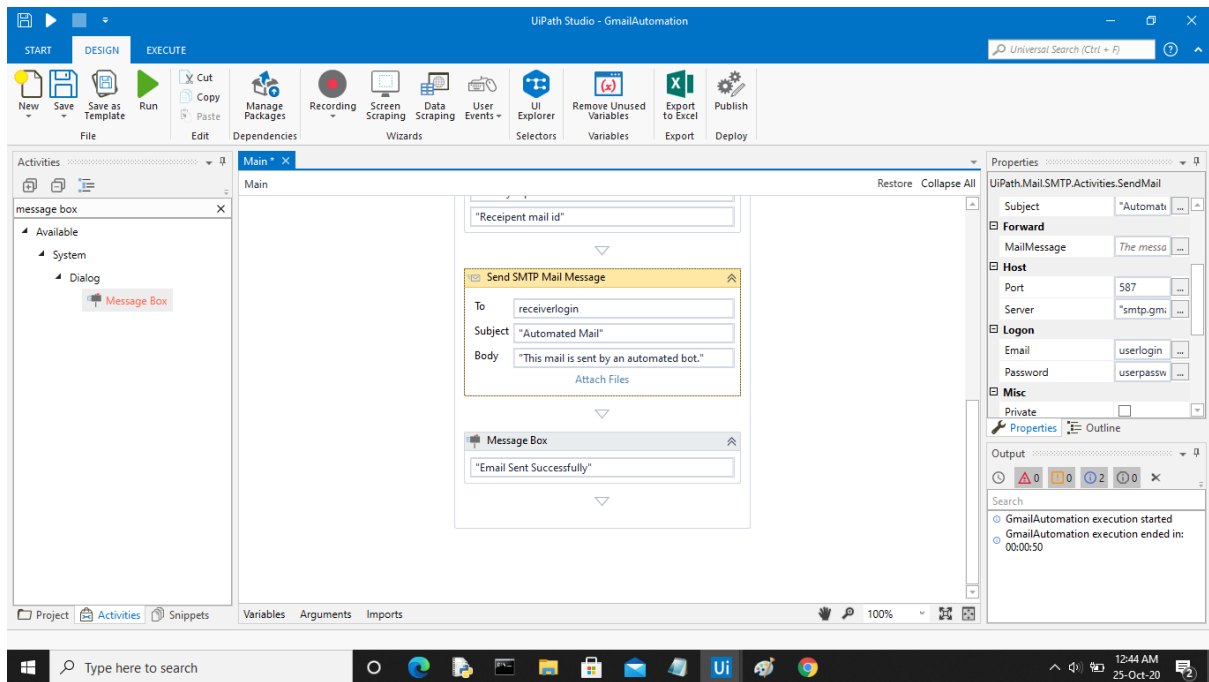 UiPath Studio - GmailAutomation
START DESIGN EXECUTE
Universal Search (Ctrl + F)
New Save Save as Template Run
Cut
Copy
Paste
Manage Packages
Recording
Screen Scraping
Data Scraping
User Events
UI Explorer
Remove Unused Variables
Export to Excel
Publish
File Edit Dependencies Wizards Selectors Variables Export Deploy
Activities
message box
Available
System
Dialog
Message Box
Project Activities Snippets
Main* X
Main Restore Collapse All
"Receipent mail id"
Send SMTP Mail Message
To receiverlogin
Subject "Automated Mail"
Body "This mail is sent by an automated bot."
Attach Files
Message Box
"Email Sent Successfully"
Variables Arguments Imports 100%
Properties
UiPath.Mail.SMTP.Activities.SendMail
Subject "Automati ...
Forward
MailMessage The messa ...
Host
Port 587 ...
Server "smtp.gma ...
Logon
Email userlogin ...
Password userpassw ...
Misc
Private
Properties Outline
Output
0 0 2 0
Search
GmailAutomation execution started
GmailAutomation execution ended in:
00:00:50
Type here to search
Ui
12:44 AM
25-Oct-20
2